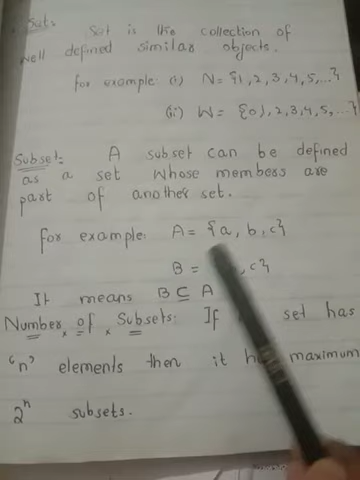 Set:
Set is the collection of
well defined similar objects.
for example: (i) N = {1, 2, 3, 4, 5, ...}
(ii) W = {0, 1, 2, 3, 4, 5, ...}
Subset: A subset can be defined
as a set whose members are
part of another set.
for example: A = {a, b, c}
B = , c}
It means B ⊆ A
Number of Subsets: If set has
'n' elements then it maximum
2ⁿ subsets.